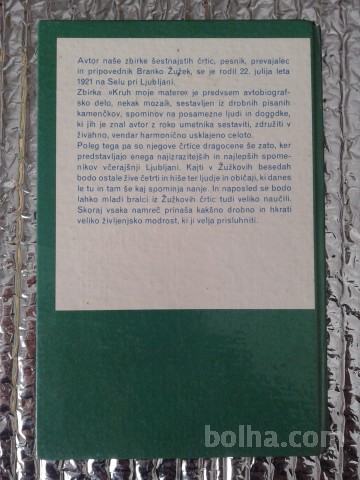 Avtor naše zbirke šestnajstih črtic, pesnik, prevajalec
in pripovednik Branko Žužek, se je rodil 22. julija leta
1921 na Selu pri Ljubljani.
Zbirka »Kruh moje matere« je predvsem avtobiograf-
sko delo, nekak mozaik, sestavljen iz drobnih pisanih
kamenčkov, spominov na posamezne ljudi in dogodke,
ki jih je znal avtor z roko umetnika sestaviti, združiti v
živahno, vendar harmonično usklajeno celoto.
Poleg tega pa so njegove črtice dragocene še zato, ker
predstavljajo enega najizrazitejših in najlepših spome-
nikov včerajšnji Ljubljani. Kajti v Žužkovih besedah
bodo ostale žive četrti in hiše ter ljudje in običaji, ki danes
le tu in tam še kaj spominja nanje. In naposled se bodo
lahko mladi bralci iz Žužkovih črtic tudi veliko naučili.
Skoraj vsaka namreč prinaša kakšno drobno in hkrati
veliko življenjsko modrost, ki ji velja prisluhniti.
bolha.com